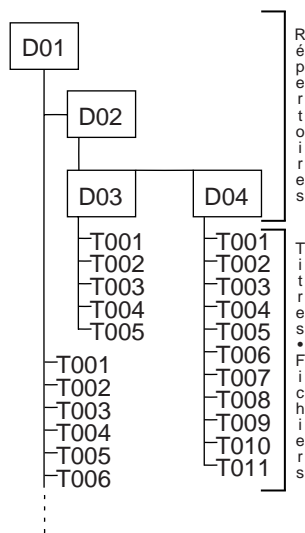 D01
D02
D03
D04
T001
T002
T003
T004
T005
T001
T002
T003
T004
T005
T006
T007
T008
T009
T010
T011
T001
T002
T003
T004
T005
T006
Répertoires
Titres•Fichiers